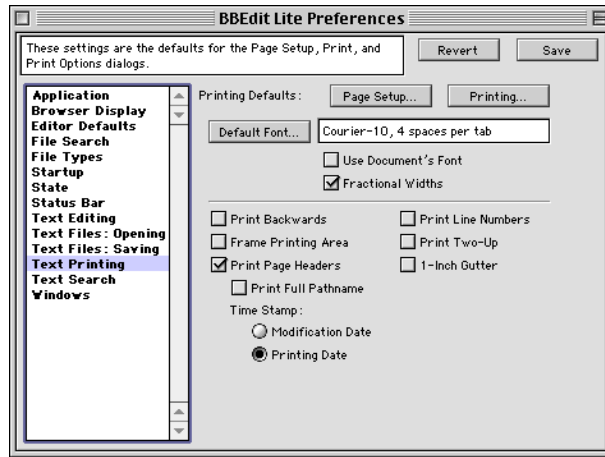 BBEdit Lite Preferences
These settings are the defaults for the Page Setup, Print, and
Print Options dialogs.
Revert
Save
Application
Browser Display
Editor Defaults
File Search
File Types
Startup
State
Status Bar
Text Editing
Text Files: Opening
Text Files: Saving
Text Printing
Text Search
Windows
Printing Defaults:
Page Setup...
Printing...
Default Font...
Courier-10, 4 spaces per tab
Use Document's Font
Fractional Widths
Print Backwards
Print Line Numbers
Frame Printing Area
Print Two-Up
Print Page Headers
1-Inch Gutter
Print Full Pathname
Time Stamp:
Modification Date
Printing Date